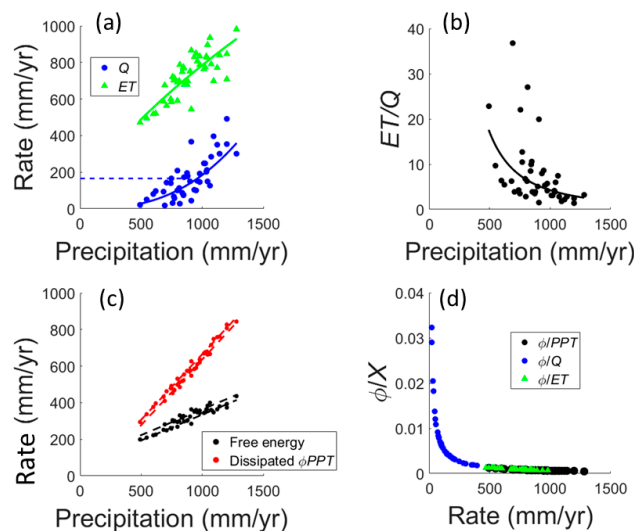 (a)
1000
800
600
400
200
0
Rate (mm/yr)
Q
ET
0 500 1000 1500
Precipitation (mm/yr)
(b)
40
30
20
10
0
ET/Q
0 500 1000 1500
Precipitation (mm/yr)
(c)
1000
800
600
400
200
0
Rate (mm/yr)
Free energy
Dissipated ϕPPT
0 500 1000 1500
Precipitation (mm/yr)
(d)
0.04
0.03
0.02
0.01
0
ϕ/X
ϕ/PPT
ϕ/Q
ϕ/ET
0 500 1000 1500
Rate (mm/yr)